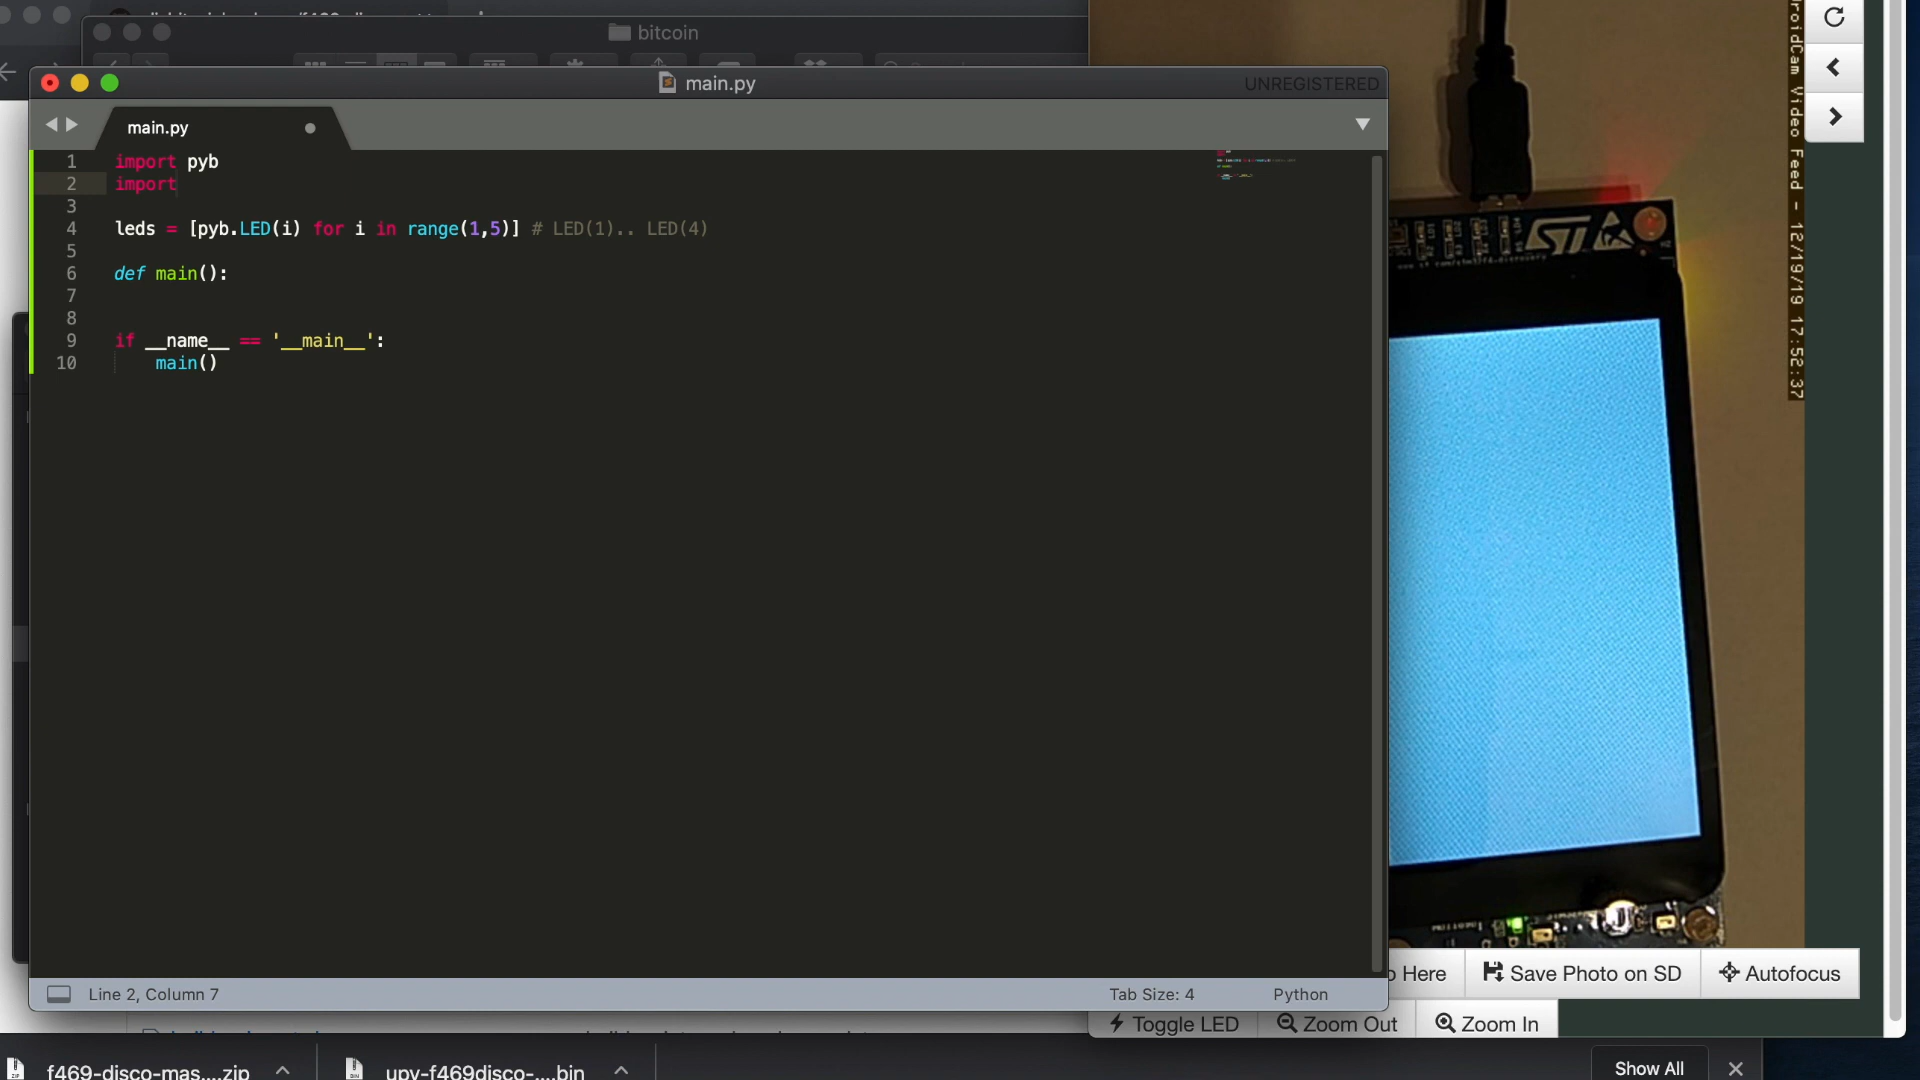 bitcoin
main.py
UNREGISTERED
main.py
1 import pyb
2 import
3
4 leds = [pyb.LED(i) for i in range(1,5)] # LED(1).. LED(4)
5
6 def main():
7
8
9 if __name__ == '__main__':
10 main()
Line 2, Column 7
Tab Size: 4
Python
roidCam Video Feed - 12/19/19 17:52:37
Here
Save Photo on SD
Autofocus
Toggle LED
Zoom Out
Zoom In
f469-disco-mas....zip
upy-f469disco-....bin
Show All